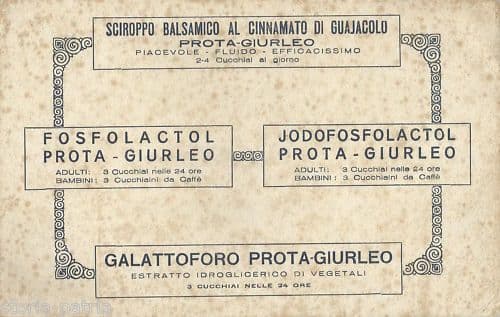 SCIROPPO BALSAMICO AL CINNAMATO DI GUAJACOLO
PROTA-GIURLEO
PIACEVOLE - FLUIDO - EFFICACISSIMO
2-4 Cucchiai al giorno
FOSFOLACTOL
PROTA - GIURLEO
ADULTI: 3 Cucchiai nelle 24 ore
BAMBINI: 3 Cucchiaini da Caffè
JODOFOSFOLACTOL
PROTA - GIURLEO
ADULTI: 3 Cucchiai nelle 24 ore
BAMBINI: 3 Cucchiaini da Caffè
GALATTOFORO PROTA-GIURLEO
ESTRATTO IDROGLICERICO DI VEGETALI
3 CUCCHIAI NELLE 24 ORE
storia-patria